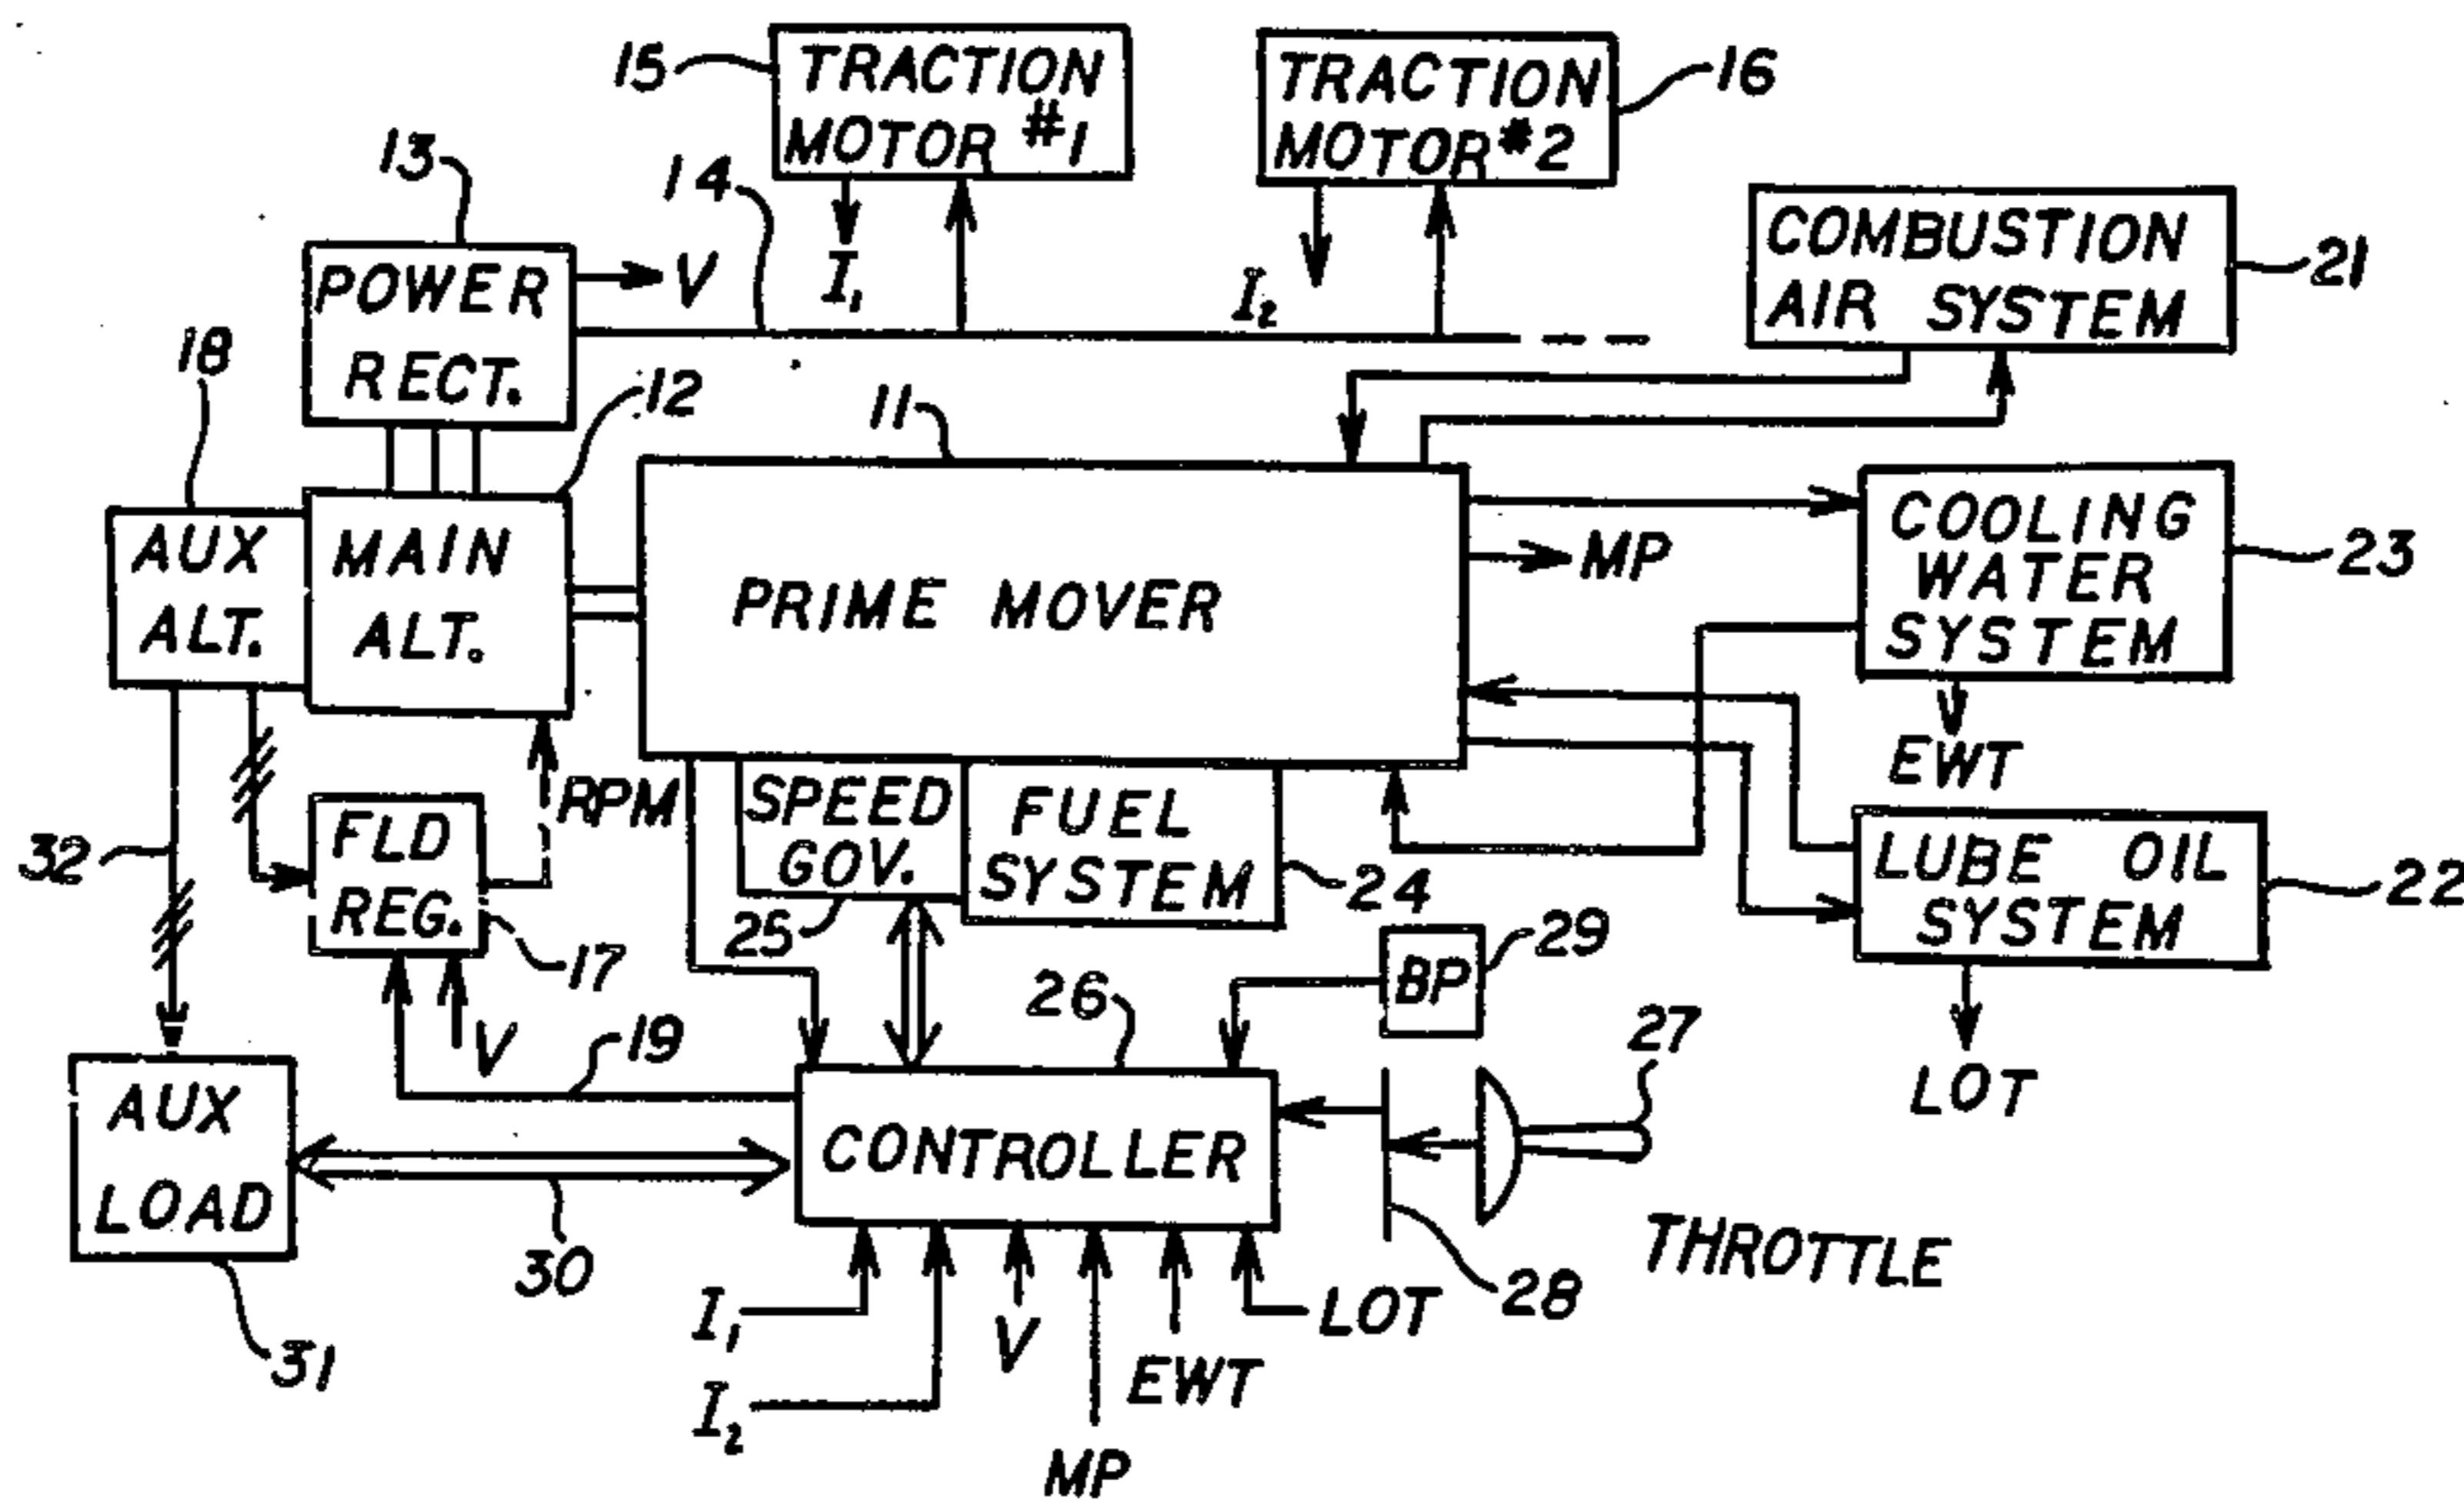 15
TRACTION
MOTOR #1
TRACTION
MOTOR #2
16
13
14
I1
I2
V
POWER
RECT.
COMBUSTION
AIR SYSTEM
21
18
12
11
AUX
ALT.
MAIN
ALT.
PRIME MOVER
MP
COOLING
WATER
SYSTEM
23
EWT
RPM
SPEED
GOV.
25
FUEL
SYSTEM
24
32
FLD
REG.
17
V
19
26
BP
29
27
LUBE OIL
SYSTEM
22
LOT
AUX
LOAD
31
30
CONTROLLER
28
THROTTLE
I1
I2
V
MP
EWT
LOT